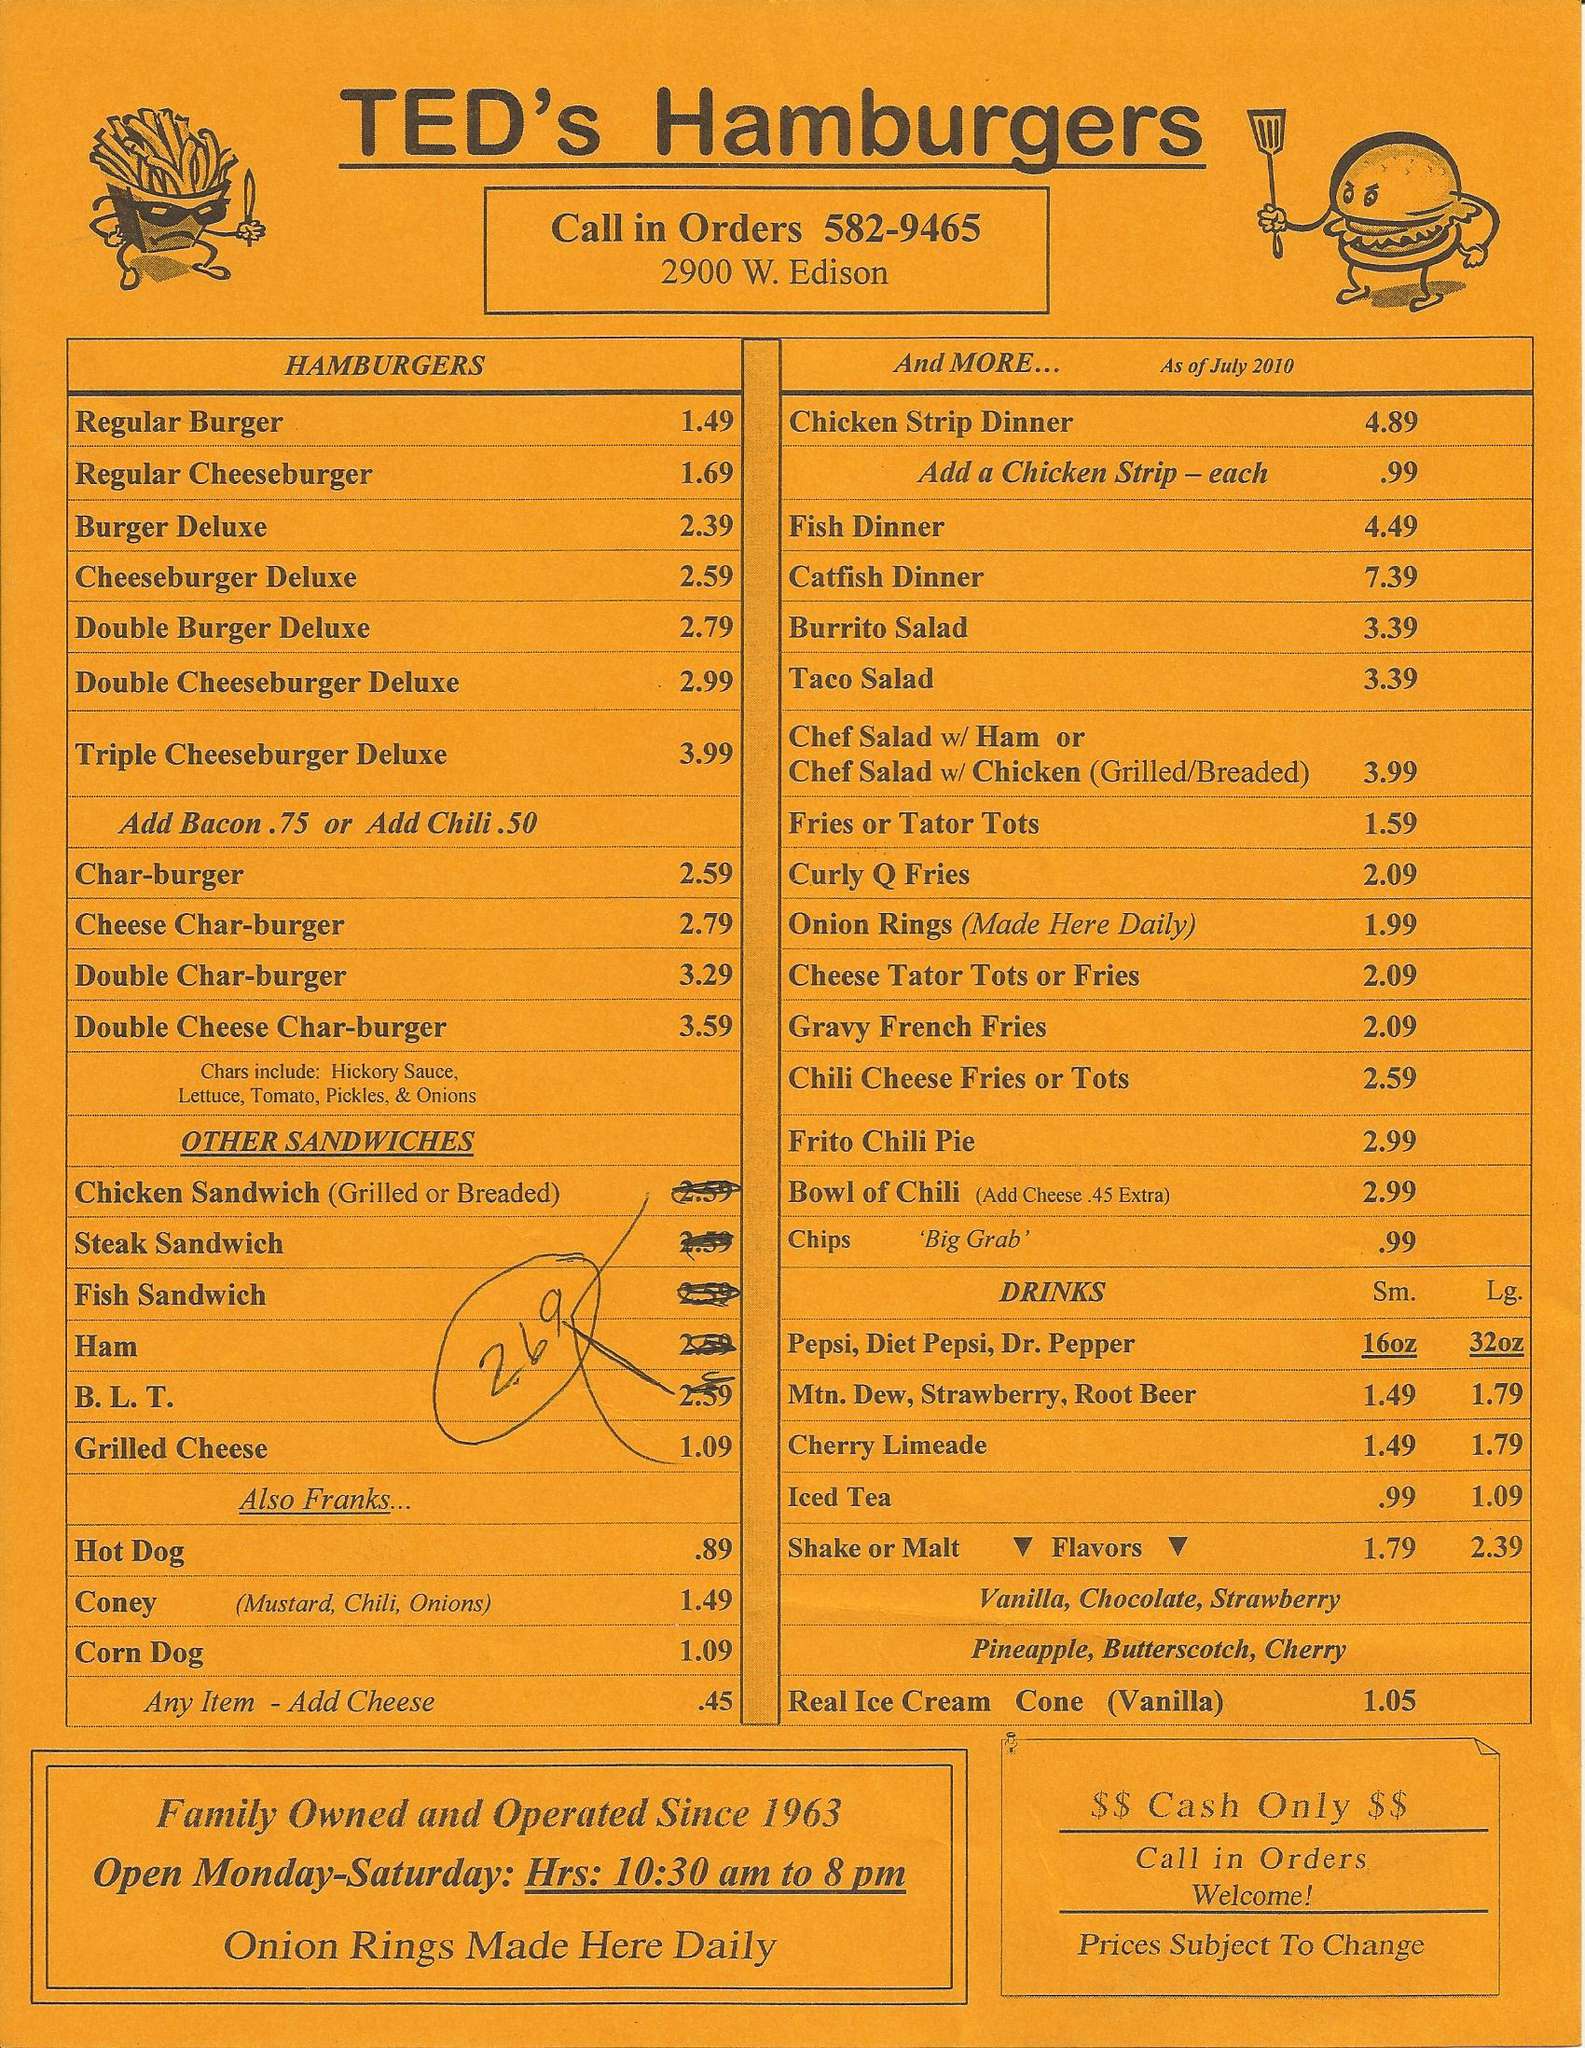 TED's Hamburgers
Call in Orders 582-9465
2900 W. Edison
HAMBURGERS
Regular Burger 1.49
Regular Cheeseburger 1.69
Burger Deluxe 2.39
Cheeseburger Deluxe 2.59
Double Burger Deluxe 2.79
Double Cheeseburger Deluxe 2.99
Triple Cheeseburger Deluxe 3.99
Add Bacon .75 or Add Chili .50
Char-burger 2.59
Cheese Char-burger 2.79
Double Char-burger 3.29
Double Cheese Char-burger 3.59
Chars include: Hickory Sauce,
Lettuce, Tomato, Pickles, & Onions
OTHER SANDWICHES
Chicken Sandwich (Grilled or Breaded) 2.59
Steak Sandwich 2.59
Fish Sandwich 2.59
Ham 2.59
2.69
B. L. T. 2.59
Grilled Cheese 1.09
Also Franks...
Hot Dog .89
Coney (Mustard, Chili, Onions) 1.49
Corn Dog 1.09
Any Item - Add Cheese .45
And MORE... As of July 2010
Chicken Strip Dinner 4.89
Add a Chicken Strip – each .99
Fish Dinner 4.49
Catfish Dinner 7.39
Burrito Salad 3.39
Taco Salad 3.39
Chef Salad w/ Ham or
Chef Salad w/ Chicken (Grilled/Breaded) 3.99
Fries or Tator Tots 1.59
Curly Q Fries 2.09
Onion Rings (Made Here Daily) 1.99
Cheese Tator Tots or Fries 2.09
Gravy French Fries 2.09
Chili Cheese Fries or Tots 2.59
Frito Chili Pie 2.99
Bowl of Chili (Add Cheese .45 Extra) 2.99
Chips 'Big Grab' .99
DRINKS Sm. Lg.
Pepsi, Diet Pepsi, Dr. Pepper 16oz 32oz
Mtn. Dew, Strawberry, Root Beer 1.49 1.79
Cherry Limeade 1.49 1.79
Iced Tea .99 1.09
Shake or Malt ▼ Flavors ▼ 1.79 2.39
Vanilla, Chocolate, Strawberry
Pineapple, Butterscotch, Cherry
Real Ice Cream Cone (Vanilla) 1.05
Family Owned and Operated Since 1963
Open Monday-Saturday: Hrs: 10:30 am to 8 pm
Onion Rings Made Here Daily
$$ Cash Only $$
Call in Orders
Welcome!
Prices Subject To Change